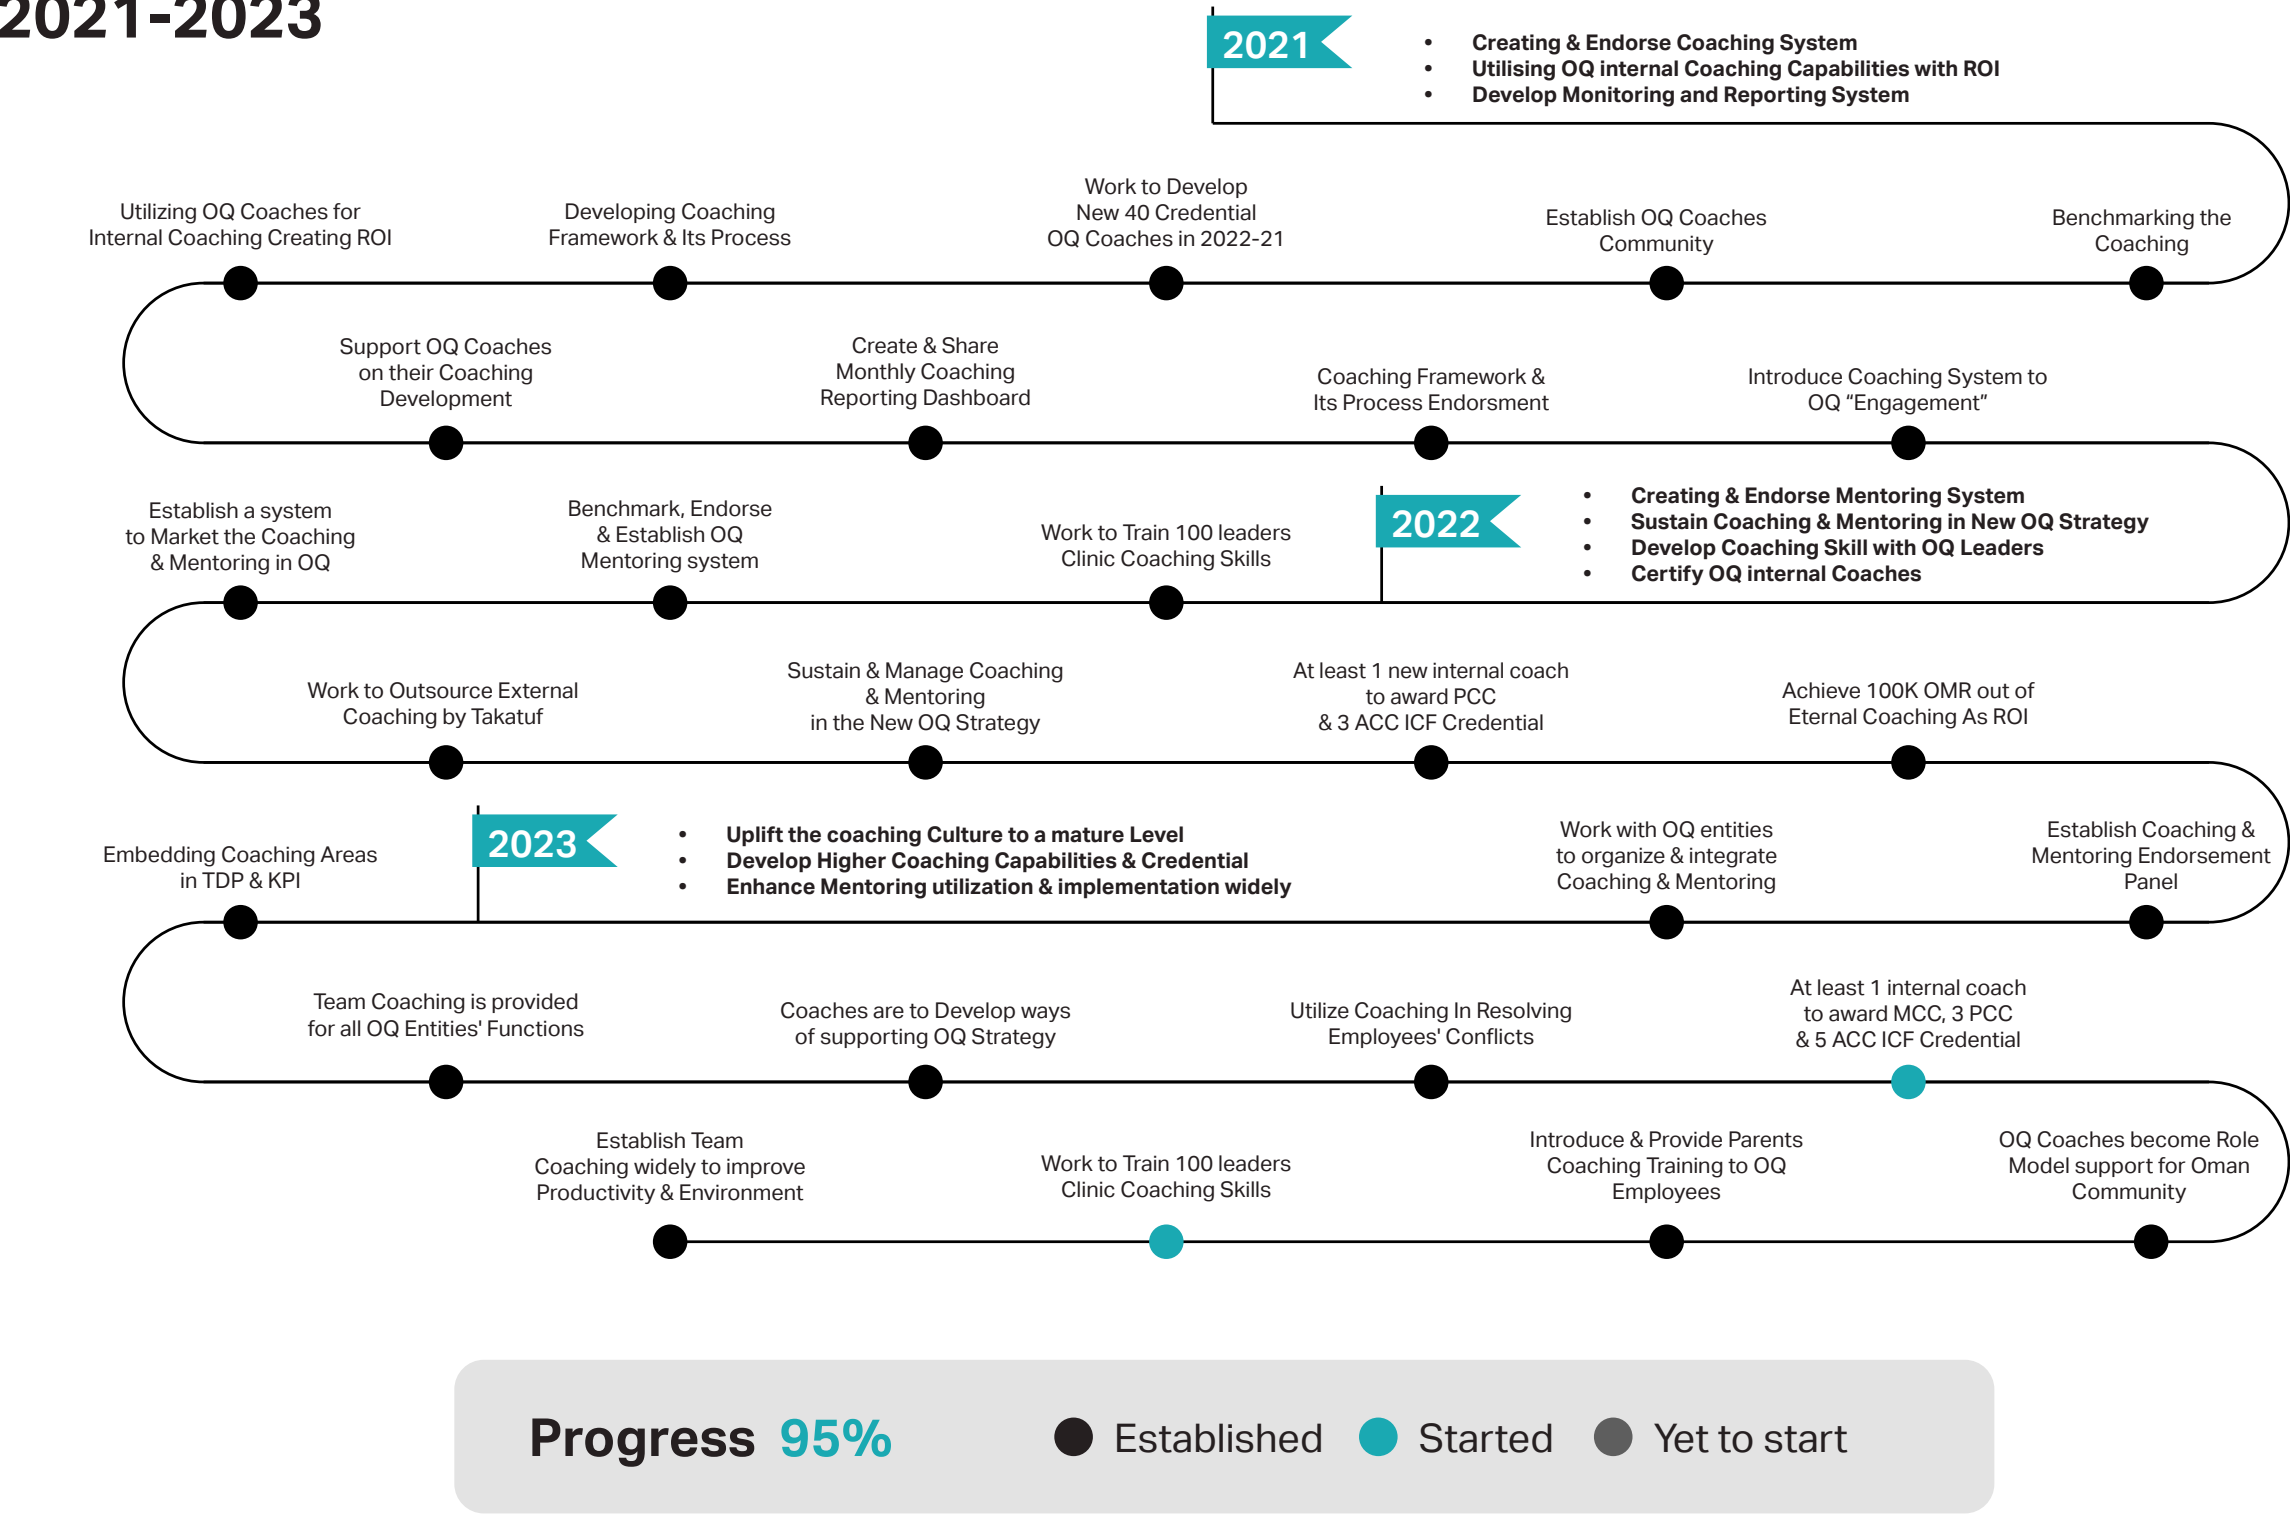 2021-2023
2021
• Creating & Endorse Coaching System
• Utilising OQ internal Coaching Capabilities with ROI
• Develop Monitoring and Reporting System
Utilizing OQ Coaches for
Internal Coaching Creating ROI
Developing Coaching
Framework & Its Process
Work to Develop
New 40 Credential
OQ Coaches in 2022-21
Establish OQ Coaches
Community
Benchmarking the
Coaching
Support OQ Coaches
on their Coaching
Development
Create & Share
Monthly Coaching
Reporting Dashboard
Coaching Framework &
Its Process Endorsment
Introduce Coaching System to
OQ “Engagement”
Establish a system
to Market the Coaching
& Mentoring in OQ
Benchmark, Endorse
& Establish OQ
Mentoring system
Work to Train 100 leaders
Clinic Coaching Skills
2022
• Creating & Endorse Mentoring System
• Sustain Coaching & Mentoring in New OQ Strategy
• Develop Coaching Skill with OQ Leaders
• Certify OQ internal Coaches
Work to Outsource External
Coaching by Takatuf
Sustain & Manage Coaching
& Mentoring
in the New OQ Strategy
At least 1 new internal coach
to award PCC
& 3 ACC ICF Credential
Achieve 100K OMR out of
Eternal Coaching As ROI
Embedding Coaching Areas
in TDP & KPI
2023
• Uplift the coaching Culture to a mature Level
• Develop Higher Coaching Capabilities & Credential
• Enhance Mentoring utilization & implementation widely
Work with OQ entities
to organize & integrate
Coaching & Mentoring
Establish Coaching &
Mentoring Endorsement
Panel
Team Coaching is provided
for all OQ Entities' Functions
Coaches are to Develop ways
of supporting OQ Strategy
Utilize Coaching In Resolving
Employees' Conflicts
At least 1 internal coach
to award MCC, 3 PCC
& 5 ACC ICF Credential
Establish Team
Coaching widely to improve
Productivity & Environment
Work to Train 100 leaders
Clinic Coaching Skills
Introduce & Provide Parents
Coaching Training to OQ
Employees
OQ Coaches become Role
Model support for Oman
Community
Progress 95%
Established
Started
Yet to start